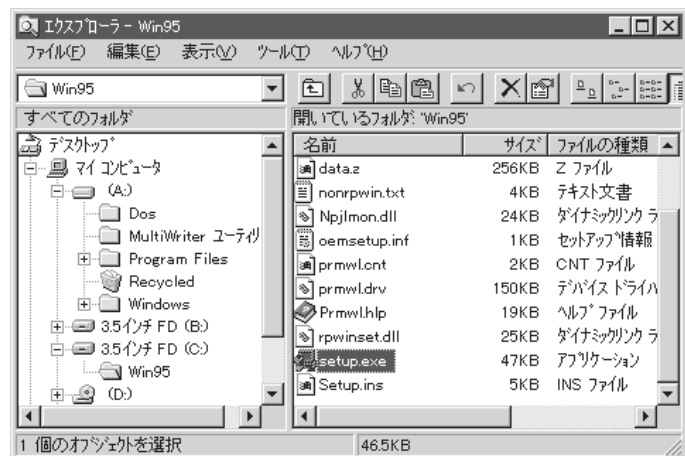 エクスプローラ - Win95
ファイル(F) 編集(E) 表示(V) ツール(T) ヘルプ(H)
Win95
すべてのフォルダ
開いているフォルダ: 'Win95'
デスクトップ
マイ コンピュータ
(A:)
Dos
MultiWriter ユーティリ
Program Files
Recycled
Windows
3.5インチ FD (B:)
3.5インチ FD (C:)
Win95
(D:)
名前 サイズ ファイルの種類
data.z 256KB Z ファイル
nonrpwin.txt 4KB テキスト文書
Npjlmon.dll 24KB ダイナミックリンク ラ
oemsetup.inf 1KB セットアップ情報
prmwl.cnt 2KB CNT ファイル
prmwl.drv 150KB デバイス ドライバ
Prmwl.hlp 19KB ヘルプ ファイル
rpwinset.dll 25KB ダイナミックリンク ラ
setup.exe 47KB アプリケーション
Setup.ins 5KB INS ファイル
1 個のオブジェクトを選択 46.5KB